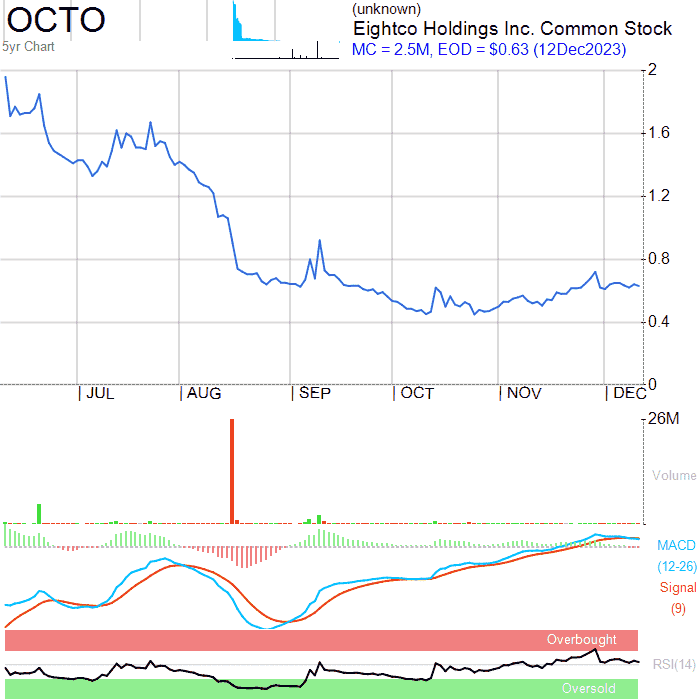 OCTO
(unknown)
Eightco Holdings Inc. Common Stock
5yr Chart
MC = 2.5M, EOD = $0.63 (12Dec2023)
2
1.6
1.2
0.8
0.4
0
JUL
AUG
SEP
OCT
NOV
DEC
26M
Volume
MACD
(12-26)
Signal
(9)
Overbought
RSI(14)
Oversold